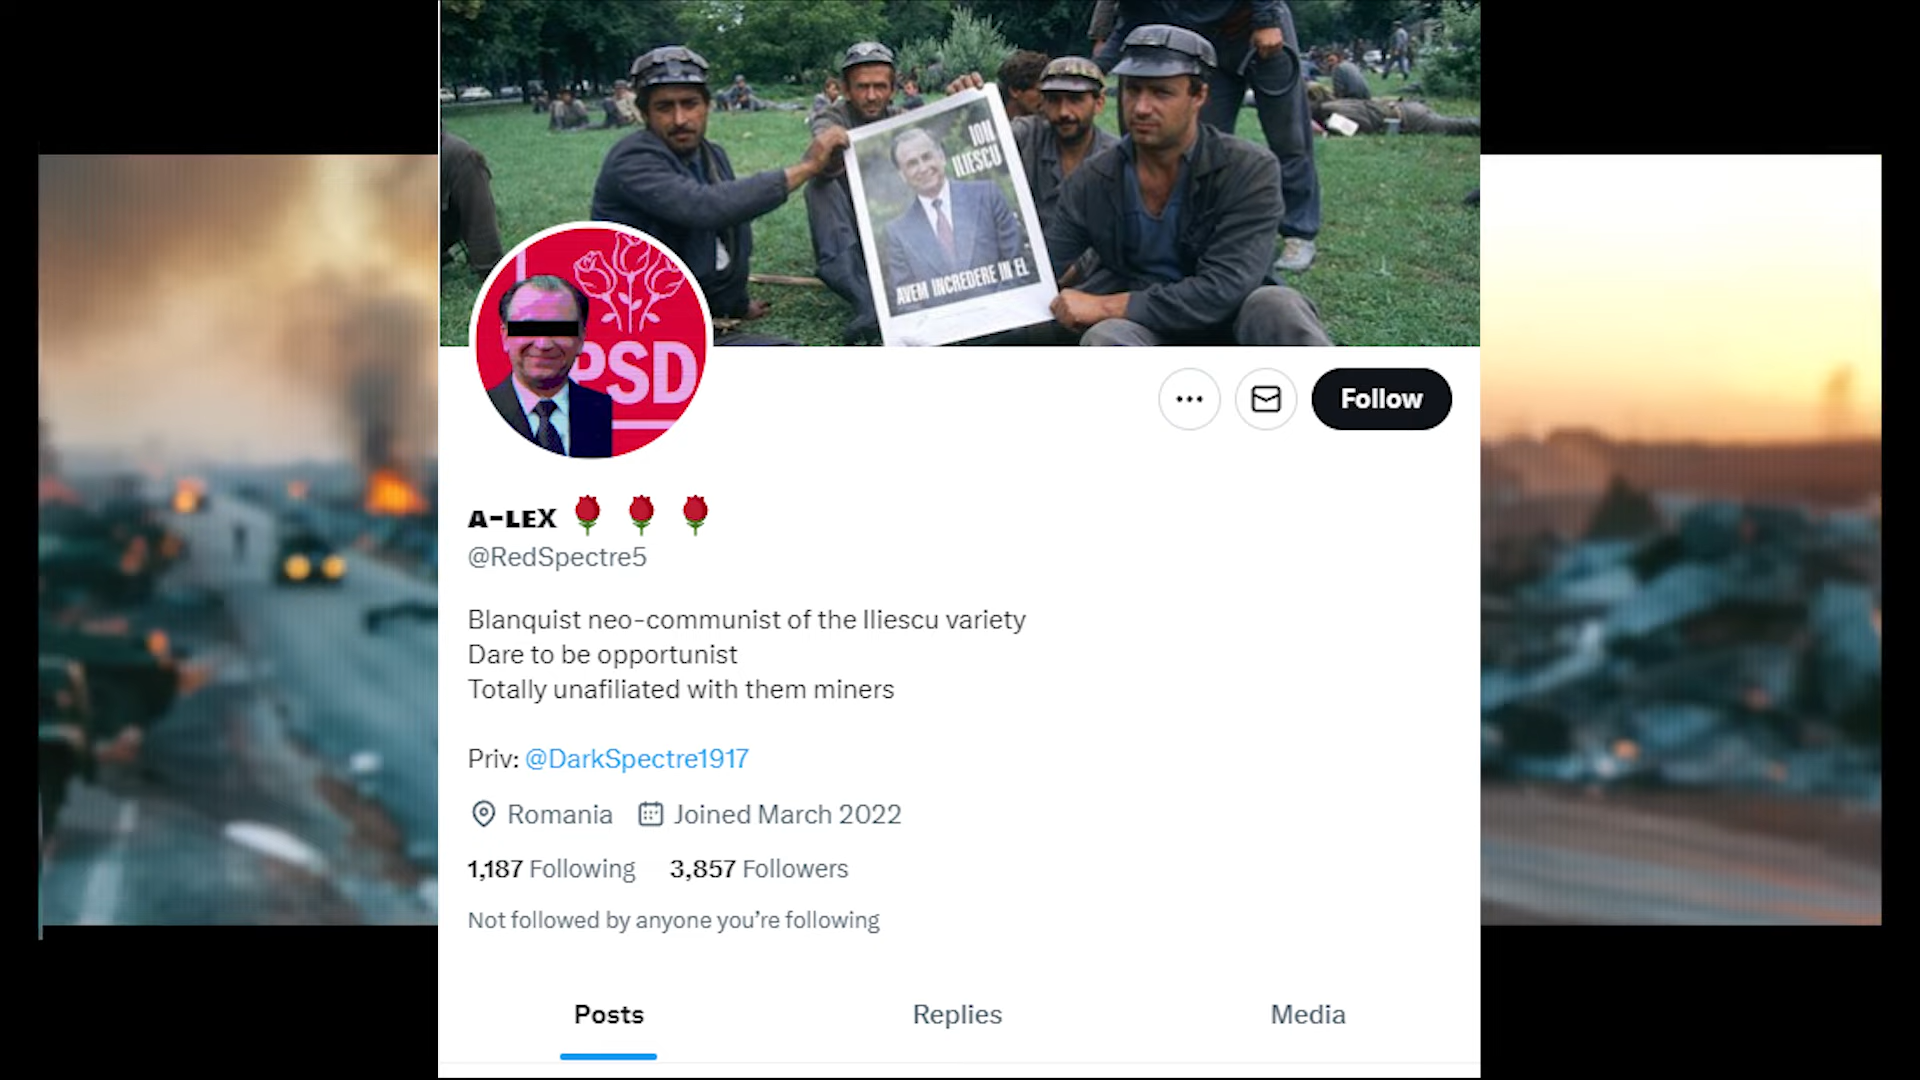 ION
ILIESCU
AVEM INCREDERE IN EL
PSD
Follow
A-LEX 🌹 🌹 🌹
@RedSpectre5
Blanquist neo-communist of the Iliescu variety
Dare to be opportunist
Totally unafiliated with them miners
Priv: @DarkSpectre1917
Romania Joined March 2022
1,187 Following 3,857 Followers
Not followed by anyone you’re following
Posts Replies Media